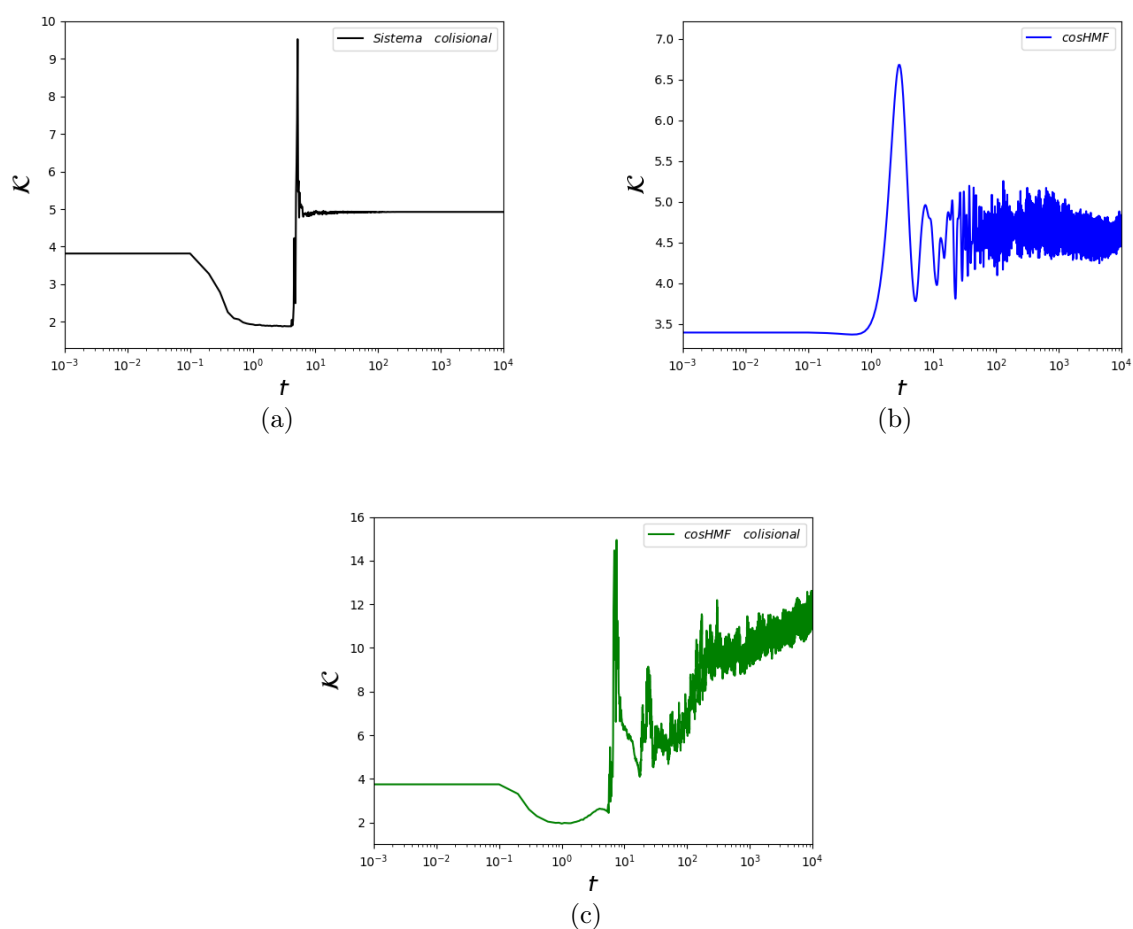 10
9
8
7
6
5
4
3
2
Sistema colisional
𝒦
10⁻³ 10⁻² 10⁻¹ 10⁰ 10¹ 10² 10³ 10⁴
t
(a)
7.0
6.5
6.0
5.5
5.0
4.5
4.0
3.5
cosHMF
𝒦
10⁻³ 10⁻² 10⁻¹ 10⁰ 10¹ 10² 10³ 10⁴
t
(b)
16
14
12
10
8
6
4
2
cosHMF colisional
𝒦
10⁻³ 10⁻² 10⁻¹ 10⁰ 10¹ 10² 10³ 10⁴
t
(c)